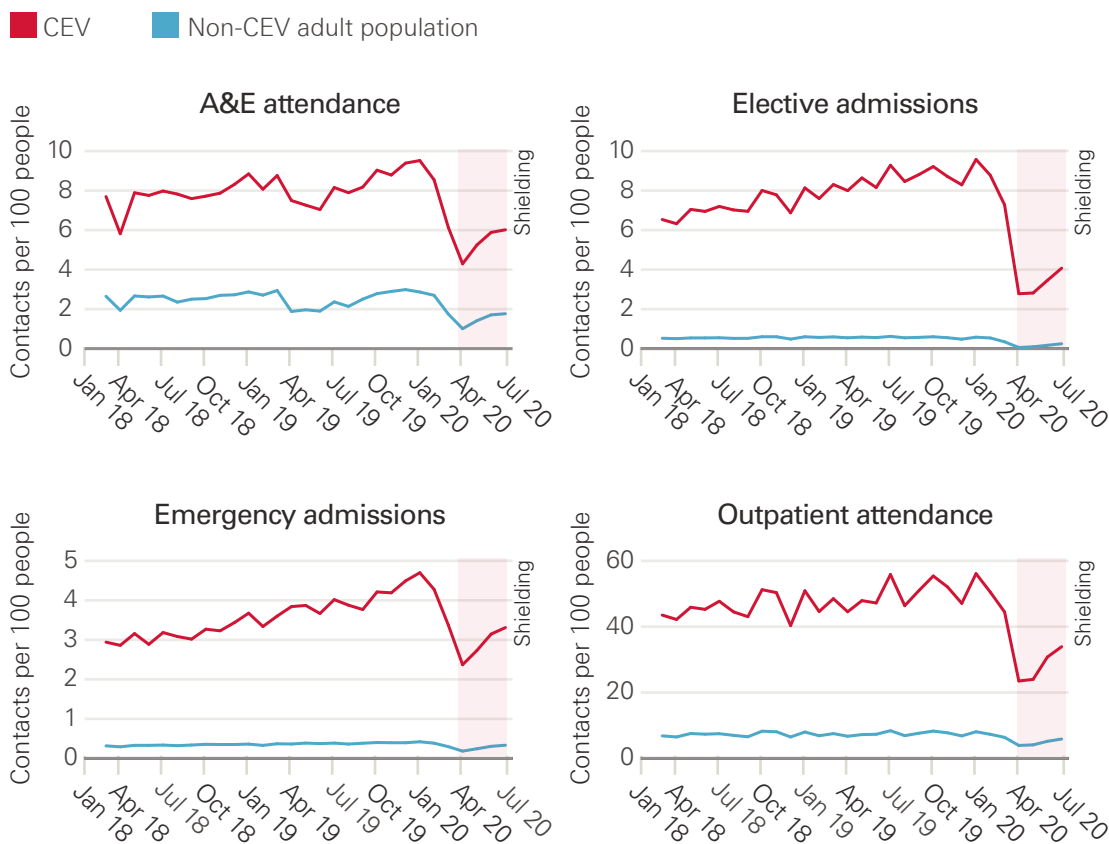 CEV
Non-CEV adult population
A&E attendance
Contacts per 100 people
10
8
6
4
2
0
Jan 18
Apr 18
Jul 18
Oct 18
Jan 19
Apr 19
Jul 19
Oct 19
Jan 20
Apr 20
Jul 20
Shielding
Elective admissions
Contacts per 100 people
10
8
6
4
2
0
Jan 18
Apr 18
Jul 18
Oct 18
Jan 19
Apr 19
Jul 19
Oct 19
Jan 20
Apr 20
Jul 20
Shielding
Emergency admissions
Contacts per 100 people
5
4
3
2
1
0
Jan 18
Apr 18
Jul 18
Oct 18
Jan 19
Apr 19
Jul 19
Oct 19
Jan 20
Apr 20
Jul 20
Shielding
Outpatient attendance
Contacts per 100 people
60
40
20
0
Jan 18
Apr 18
Jul 18
Oct 18
Jan 19
Apr 19
Jul 19
Oct 19
Jan 20
Apr 20
Jul 20
Shielding